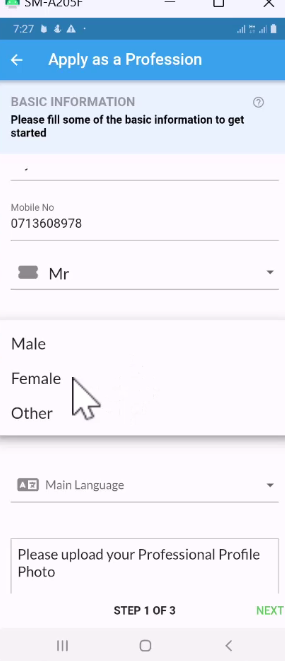 SM-A205F
7:27
Apply as a Profession
BASIC INFORMATION
Please fill some of the basic information to get
started
Mobile No
0713608978
Mr
Male
Female
Other
Main Language
Please upload your Professional Profile
Photo
STEP 1 OF 3
NEXT